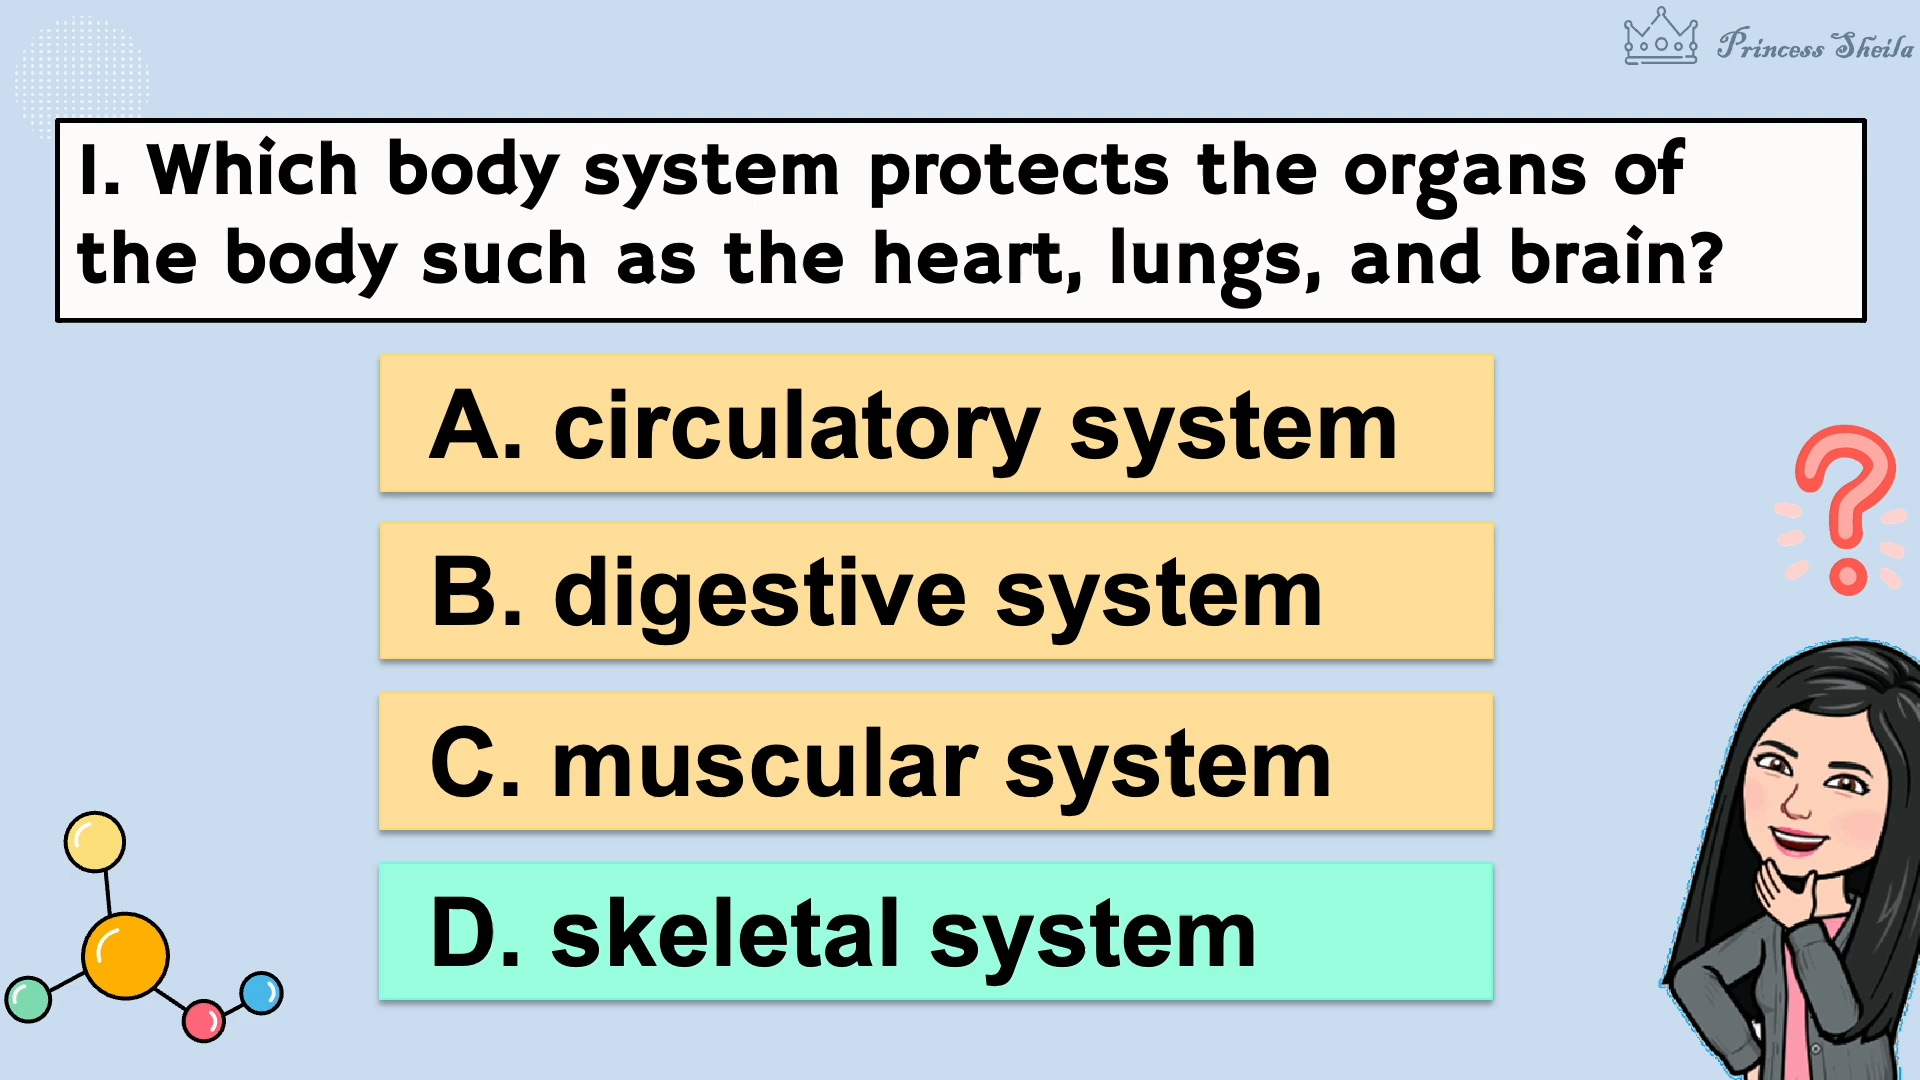 Princess Sheila
1. Which body system protects the organs of
the body such as the heart, lungs, and brain?
A. circulatory system
B. digestive system
C. muscular system
D. skeletal system